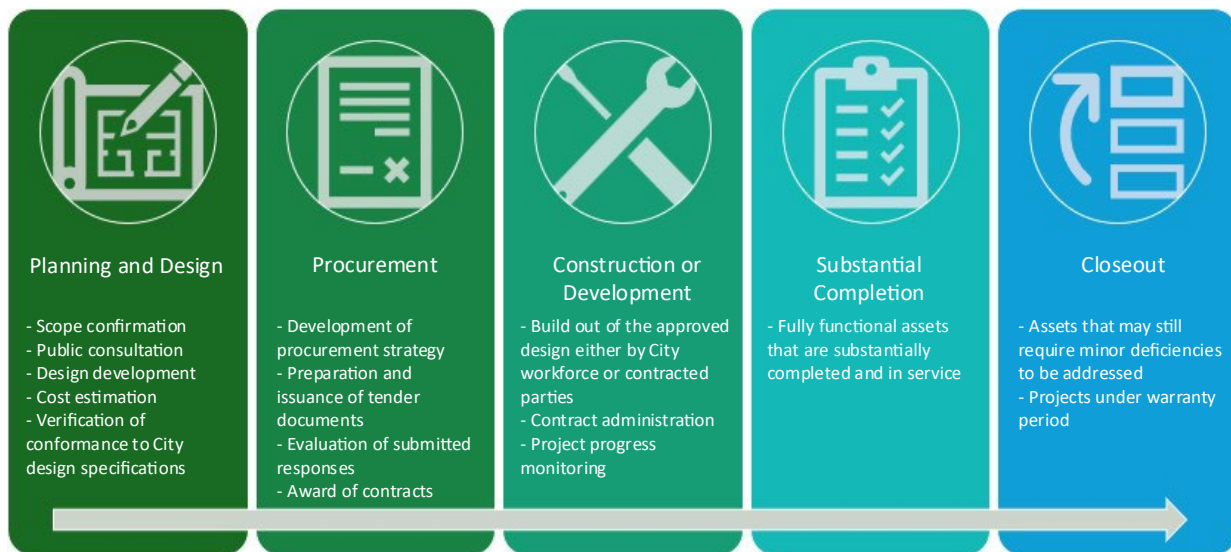 Planning and Design
- Scope confirmation
- Public consultation
- Design development
- Cost estimation
- Verification of
conformance to City
design specifications
Procurement
- Development of
procurement strategy
- Preparation and
issuance of tender
documents
- Evaluation of submitted
responses
- Award of contracts
Construction or
Development
- Build out of the approved
design either by City
workforce or contracted
parties
- Contract administration
- Project progress
monitoring
Substantial
Completion
- Fully functional assets
that are substantially
completed and in service
Closeout
- Assets that may still
require minor deficiencies
to be addressed
- Projects under warranty
period